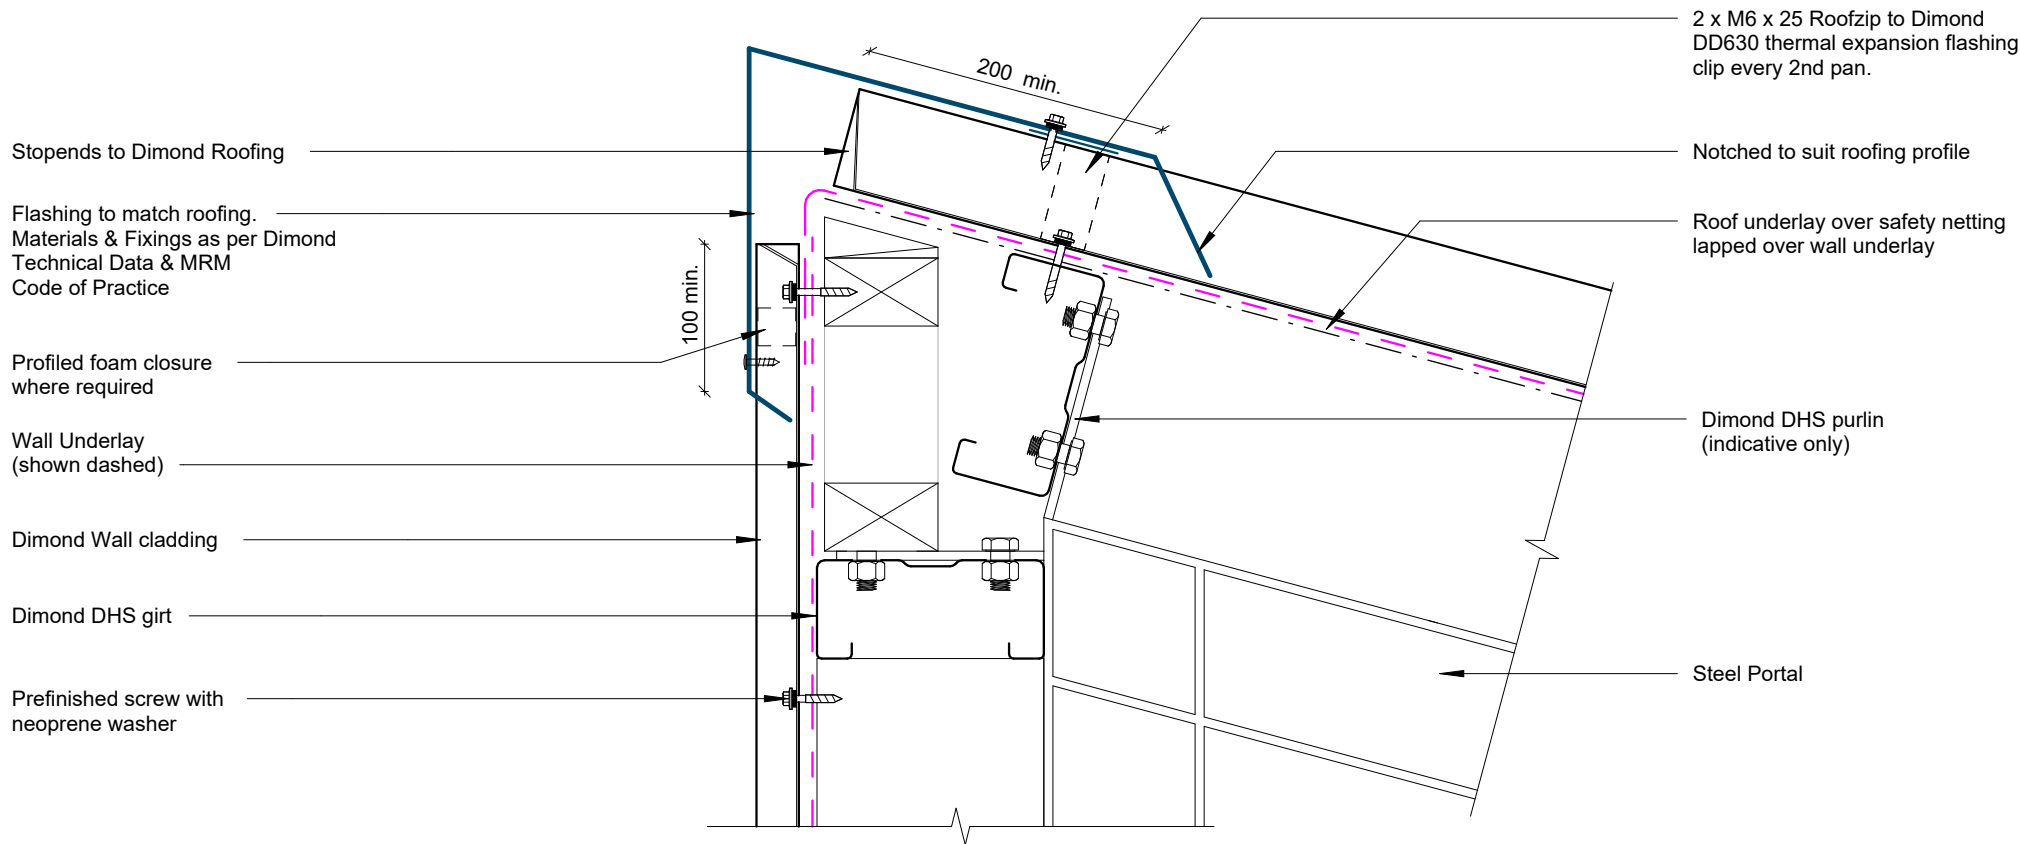 2 x M6 x 25 Roofzip to Dimond
DD630 thermal expansion flashing
clip every 2nd pan.
200 min.
Stopends to Dimond Roofing
Notched to suit roofing profile
Flashing to match roofing.
Materials & Fixings as per Dimond
Technical Data & MRM
Code of Practice
Roof underlay over safety netting
lapped over wall underlay
100 min.
Profiled foam closure
where required
Dimond DHS purlin
(indicative only)
Wall Underlay
(shown dashed)
Dimond Wall cladding
Dimond DHS girt
Steel Portal
Prefinished screw with
neoprene washer